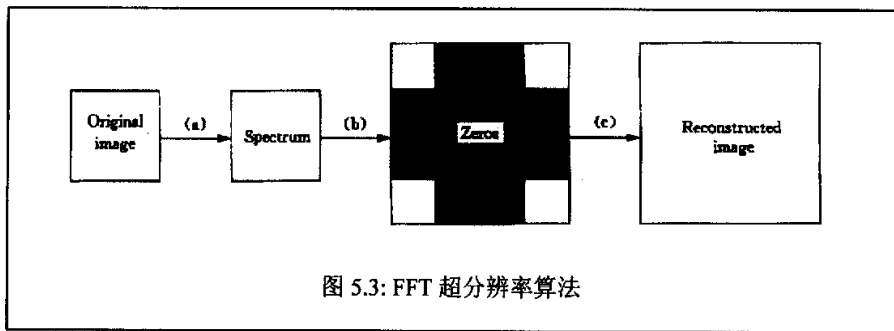 Original
image
(a)
Spectrum
(b)
Zeros
(c)
Reconstructed
image
图 5.3: FFT 超分辨率算法